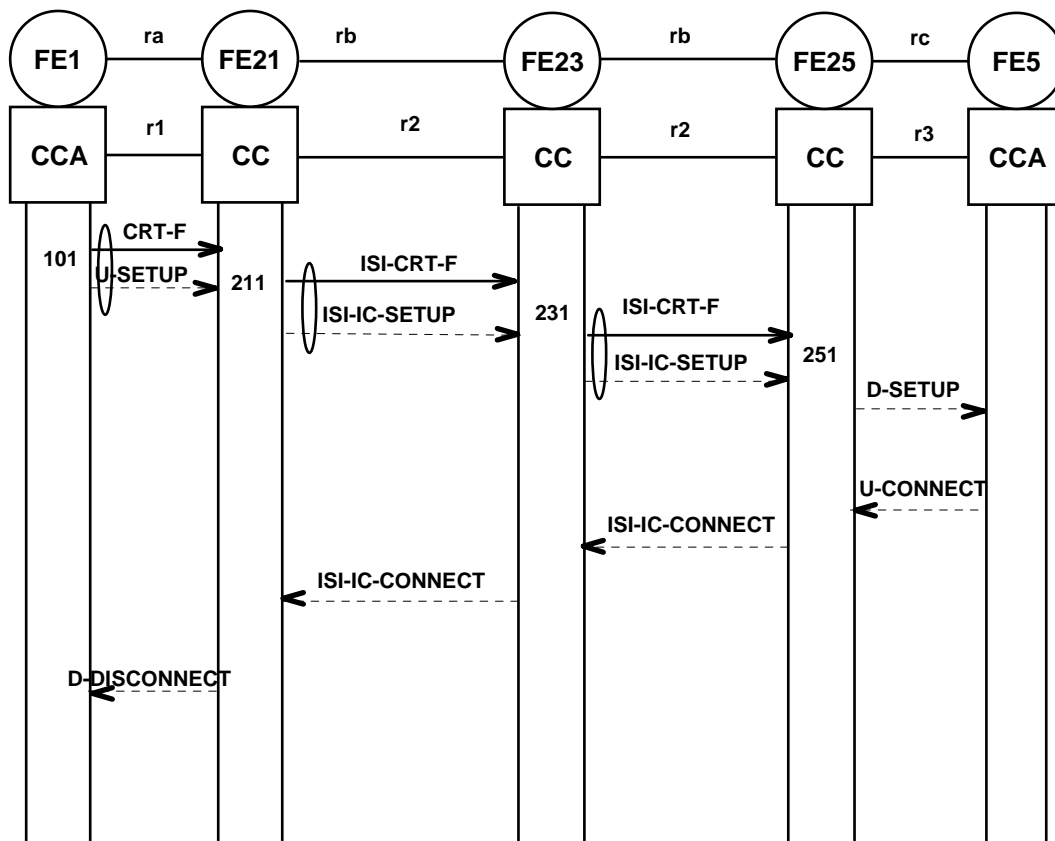 FE1 ra FE21 rb FE23 rb FE25 rc FE5
CCA r1 CC r2 CC r2 CC r3 CCA
CRT-F
101
U-SETUP
211
ISI-CRT-F
ISI-IC-SETUP
231
ISI-CRT-F
ISI-IC-SETUP
251
D-SETUP
U-CONNECT
ISI-IC-CONNECT
ISI-IC-CONNECT
D-DISCONNECT